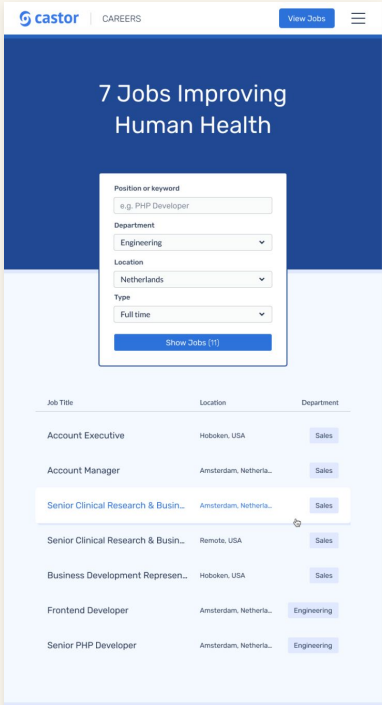 castor CAREERS View Jobs
7 Jobs Improving
Human Health
Position or keyword
e.g. PHP Developer
Department
Engineering
Location
Netherlands
Type
Full time
Show Jobs (11)
Job Title Location Department
Account Executive Hoboken, USA Sales
Account Manager Amsterdam, Netherla... Sales
Senior Clinical Research & Busin... Amsterdam, Netherla... Sales
Senior Clinical Research & Busin... Remote, USA Sales
Business Development Represen... Hoboken, USA Sales
Frontend Developer Amsterdam, Netherla... Engineering
Senior PHP Developer Amsterdam, Netherla... Engineering